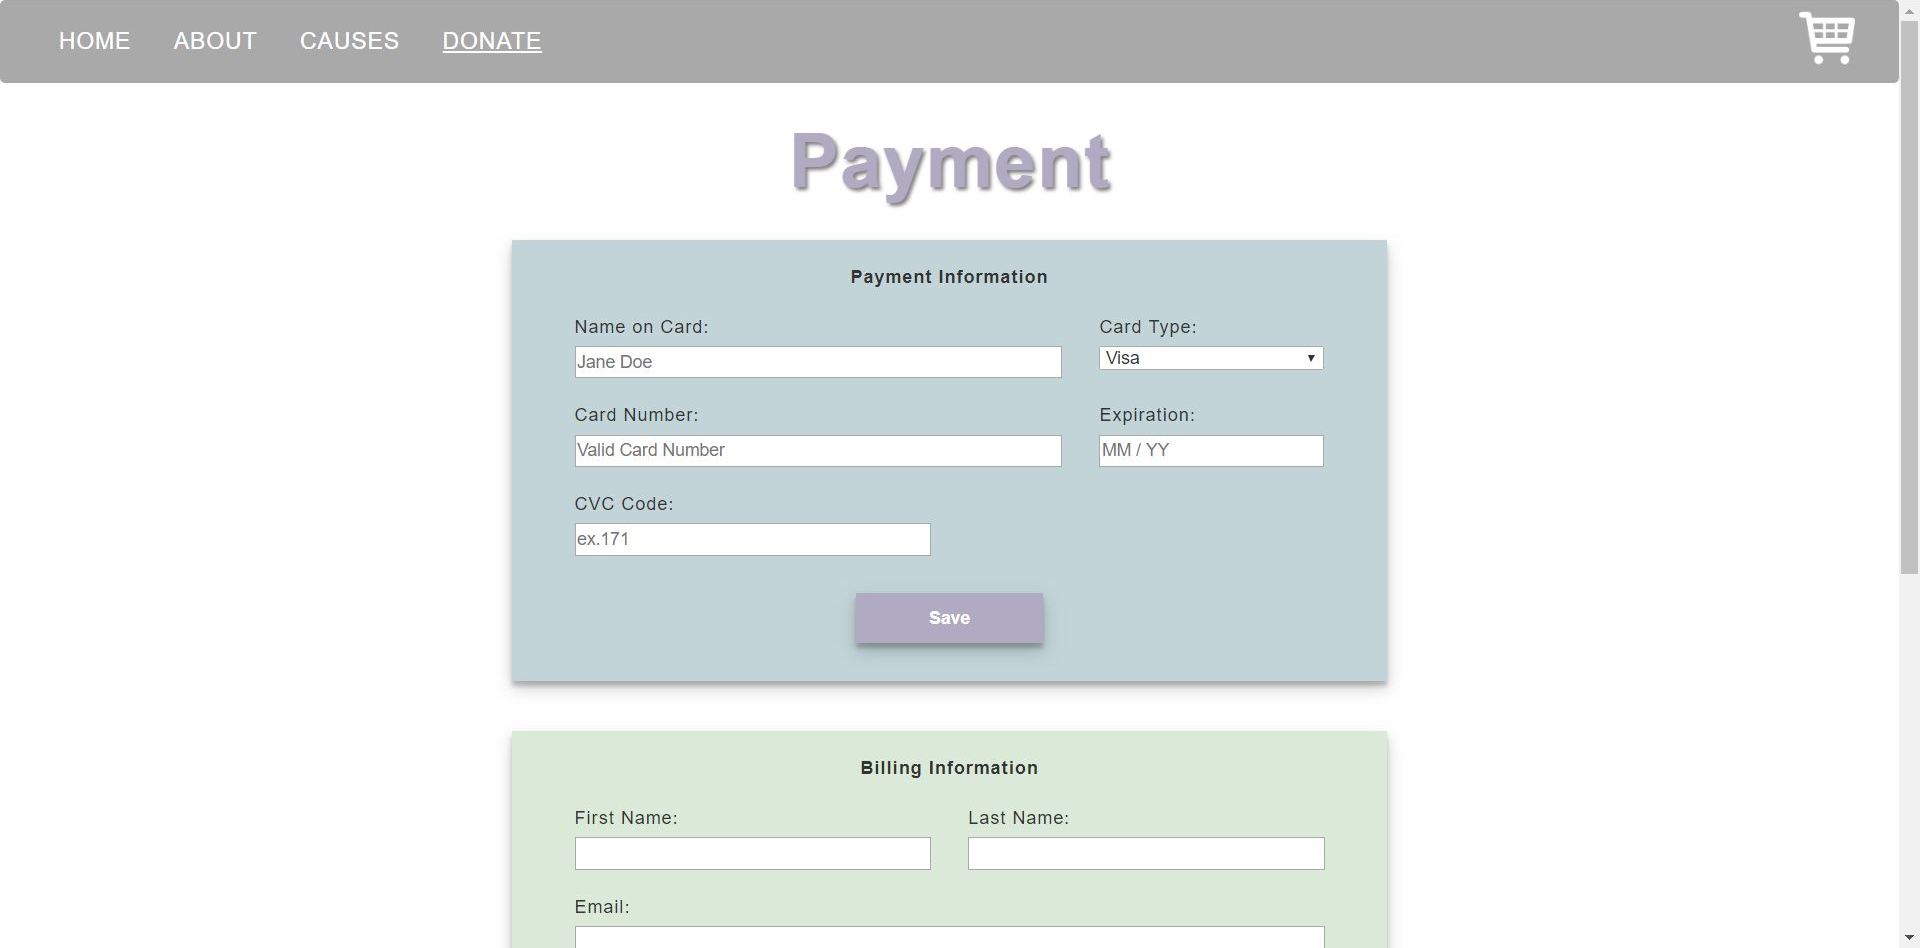 HOME ABOUT CAUSES DONATE
Payment
Payment Information
Name on Card: Card Type:
Jane Doe Visa
Card Number: Expiration:
Valid Card Number MM / YY
CVC Code:
ex.171
Save
Billing Information
First Name: Last Name:
Email: